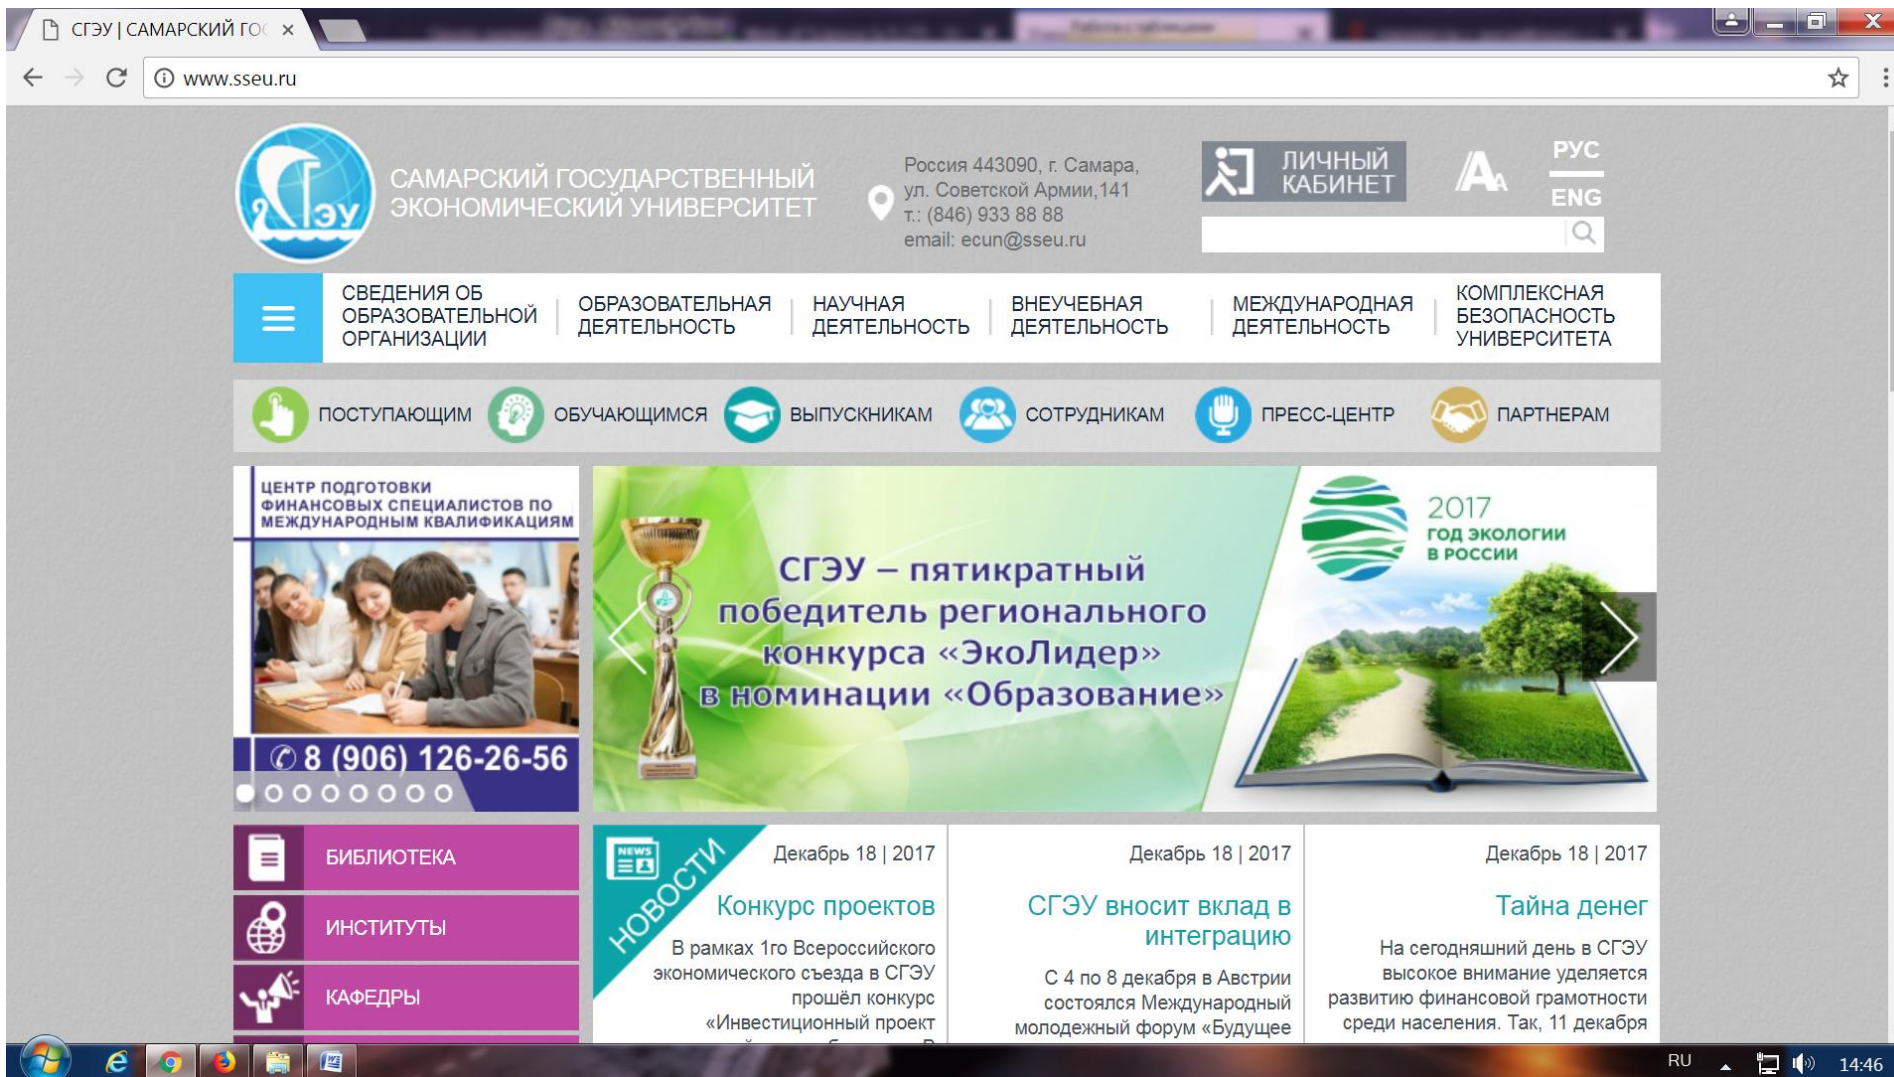 СГЭУ | САМАРСКИЙ ГОС
www.sseu.ru
СГЭУ
САМАРСКИЙ ГОСУДАРСТВЕННЫЙ
ЭКОНОМИЧЕСКИЙ УНИВЕРСИТЕТ
Россия 443090, г. Самара,
ул. Советской Армии,141
т.: (846) 933 88 88
email: ecun@sseu.ru
ЛИЧНЫЙ
КАБИНЕТ
AA
РУС
ENG
СВЕДЕНИЯ ОБ
ОБРАЗОВАТЕЛЬНОЙ
ОРГАНИЗАЦИИ
ОБРАЗОВАТЕЛЬНАЯ
ДЕЯТЕЛЬНОСТЬ
НАУЧНАЯ
ДЕЯТЕЛЬНОСТЬ
ВНЕУЧЕБНАЯ
ДЕЯТЕЛЬНОСТЬ
МЕЖДУНАРОДНАЯ
ДЕЯТЕЛЬНОСТЬ
КОМПЛЕКСНАЯ
БЕЗОПАСНОСТЬ
УНИВЕРСИТЕТА
ПОСТУПАЮЩИМ
ОБУЧАЮЩИМСЯ
ВЫПУСКНИКАМ
СОТРУДНИКАМ
ПРЕСС-ЦЕНТР
ПАРТНЕРАМ
ЦЕНТР ПОДГОТОВКИ
ФИНАНСОВЫХ СПЕЦИАЛИСТОВ ПО
МЕЖДУНАРОДНЫМ КВАЛИФИКАЦИЯМ
8 (906) 126-26-56
СГЭУ – пятикратный
победитель регионального
конкурса «ЭкоЛидер»
в номинации «Образование»
2017
ГОД ЭКОЛОГИИ
В РОССИИ
БИБЛИОТЕКА
ИНСТИТУТЫ
КАФЕДРЫ
NEWS
НОВОСТИ
Декабрь 18 | 2017
Конкурс проектов
В рамках 1го Всероссийского
экономического съезда в СГЭУ
прошёл конкурс
«Инвестиционный проект
Декабрь 18 | 2017
СГЭУ вносит вклад в
интеграцию
С 4 по 8 декабря в Австрии
состоялся Международный
молодежный форум «Будущее
Декабрь 18 | 2017
Тайна денег
На сегодняшний день в СГЭУ
высокое внимание уделяется
развитию финансовой грамотности
среди населения. Так, 11 декабря
RU
14:46